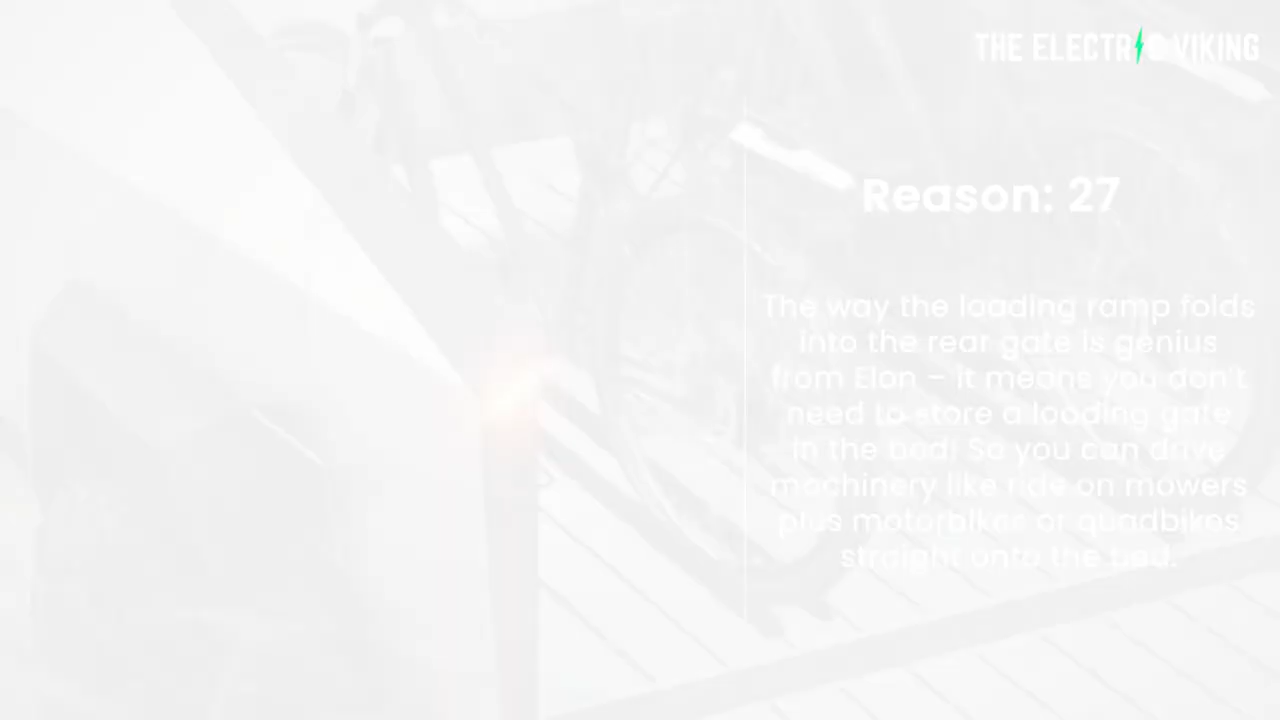 THE ELECTRIC VIKING
Reason: 27
The way the loading ramp folds
into the rear gate is genius
from Elon – it means you don't
need to store a loading gate
in the bed! So you can drive
machinery like ride on mowers
plus motorbikes or quadbikes
straight onto the bed.